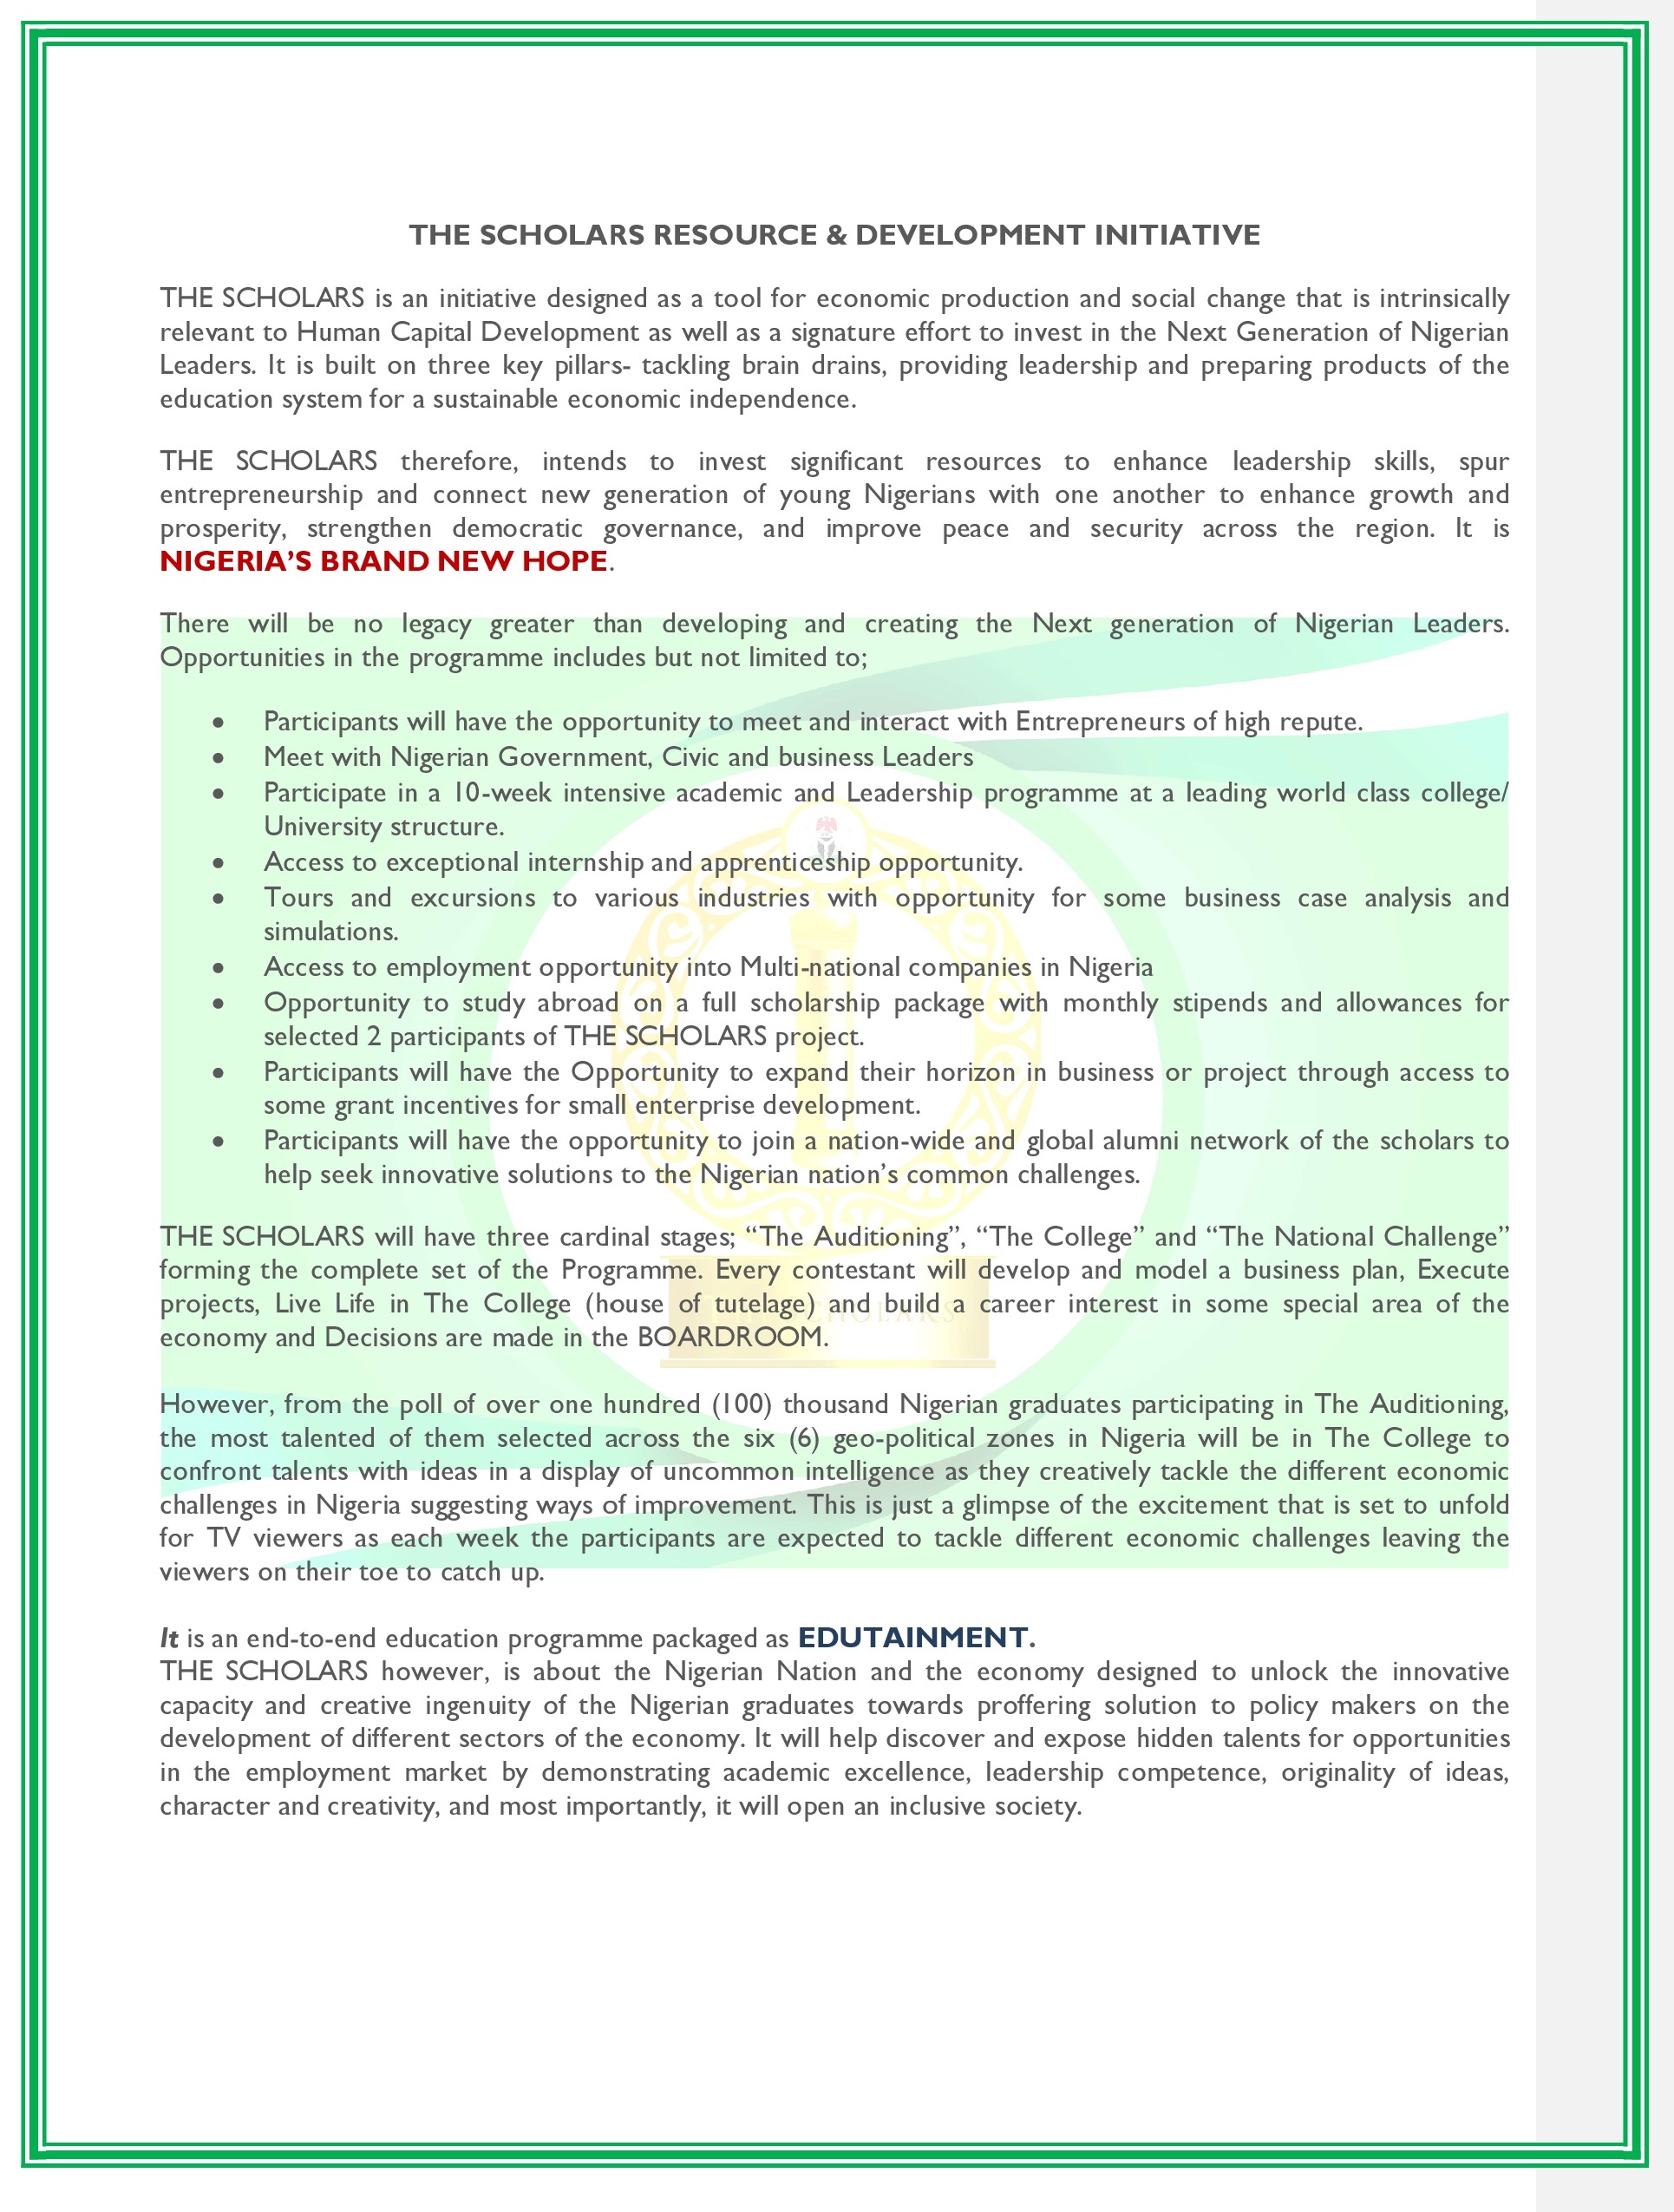 THE SCHOLARS RESOURCE & DEVELOPMENT INITIATIVE
THE SCHOLARS is an initiative designed as a tool for economic production and social change that is intrinsically
relevant to Human Capital Development as well as a signature effort to invest in the Next Generation of Nigerian
Leaders. It is built on three key pillars- tackling brain drains, providing leadership and preparing products of the
education system for a sustainable economic independence.
THE SCHOLARS therefore, intends to invest significant resources to enhance leadership skills, spur
entrepreneurship and connect new generation of young Nigerians with one another to enhance growth and
prosperity, strengthen democratic governance, and improve peace and security across the region. It is
NIGERIA’S BRAND NEW HOPE.
There will be no legacy greater than developing and creating the Next generation of Nigerian Leaders.
Opportunities in the programme includes but not limited to;
• Participants will have the opportunity to meet and interact with Entrepreneurs of high repute.
• Meet with Nigerian Government, Civic and business Leaders
• Participate in a 10-week intensive academic and Leadership programme at a leading world class college/
University structure.
• Access to exceptional internship and apprenticeship opportunity.
• Tours and excursions to various industries with opportunity for some business case analysis and
simulations.
• Access to employment opportunity into Multi-national companies in Nigeria
• Opportunity to study abroad on a full scholarship package with monthly stipends and allowances for
selected 2 participants of THE SCHOLARS project.
• Participants will have the Opportunity to expand their horizon in business or project through access to
some grant incentives for small enterprise development.
• Participants will have the opportunity to join a nation-wide and global alumni network of the scholars to
help seek innovative solutions to the Nigerian nation’s common challenges.
THE SCHOLARS will have three cardinal stages; “The Auditioning”, “The College” and “The National Challenge”
forming the complete set of the Programme. Every contestant will develop and model a business plan, Execute
projects, Live Life in The College (house of tutelage) and build a career interest in some special area of the
economy and Decisions are made in the BOARDROOM.
However, from the poll of over one hundred (100) thousand Nigerian graduates participating in The Auditioning,
the most talented of them selected across the six (6) geo-political zones in Nigeria will be in The College to
confront talents with ideas in a display of uncommon intelligence as they creatively tackle the different economic
challenges in Nigeria suggesting ways of improvement. This is just a glimpse of the excitement that is set to unfold
for TV viewers as each week the participants are expected to tackle different economic challenges leaving the
viewers on their toe to catch up.
It is an end-to-end education programme packaged as EDUTAINMENT.
THE SCHOLARS however, is about the Nigerian Nation and the economy designed to unlock the innovative
capacity and creative ingenuity of the Nigerian graduates towards proffering solution to policy makers on the
development of different sectors of the economy. It will help discover and expose hidden talents for opportunities
in the employment market by demonstrating academic excellence, leadership competence, originality of ideas,
character and creativity, and most importantly, it will open an inclusive society.